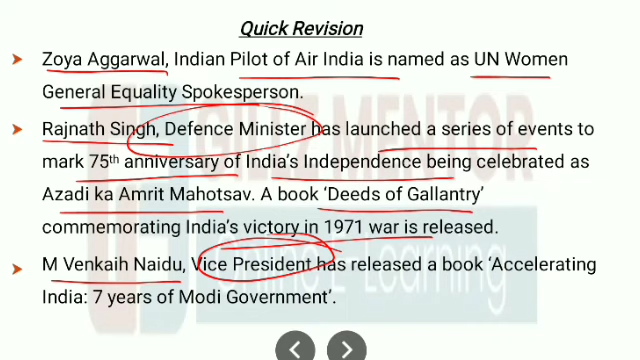 Quick Revision
Zoya Aggarwal, Indian Pilot of Air India is named as UN Women
General Equality Spokesperson.
Rajnath Singh, Defence Minister has launched a series of events to
mark 75th anniversary of India's Independence being celebrated as
Azadi ka Amrit Mahotsav. A book 'Deeds of Gallantry'
commemorating India's victory in 1971 war is released.
M Venkaih Naidu, Vice President has released a book 'Accelerating
India: 7 years of Modi Government'.